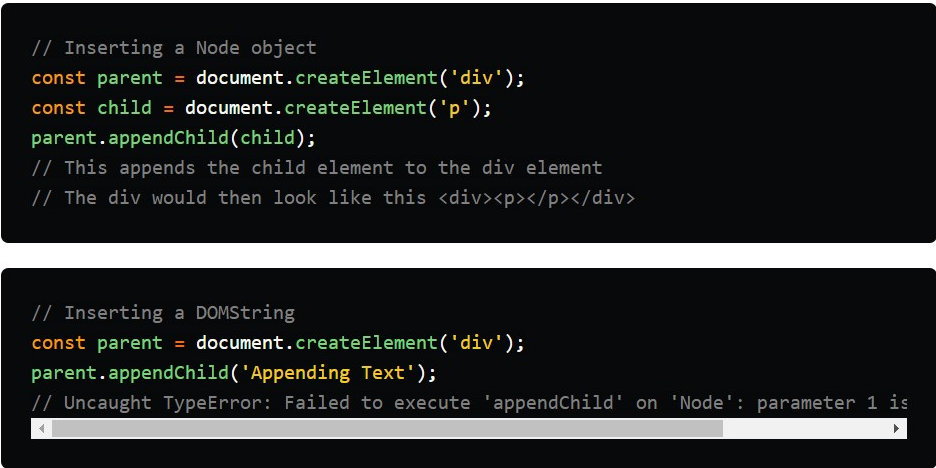 // Inserting a Node object
const parent = document.createElement('div');
const child = document.createElement('p');
parent.appendChild(child);
// This appends the child element to the div element
// The div would then look like this <div><p></p></div>
// Inserting a DOMString
const parent = document.createElement('div');
parent.appendChild('Appending Text');
// Uncaught TypeError: Failed to execute 'appendChild' on 'Node': parameter 1 is